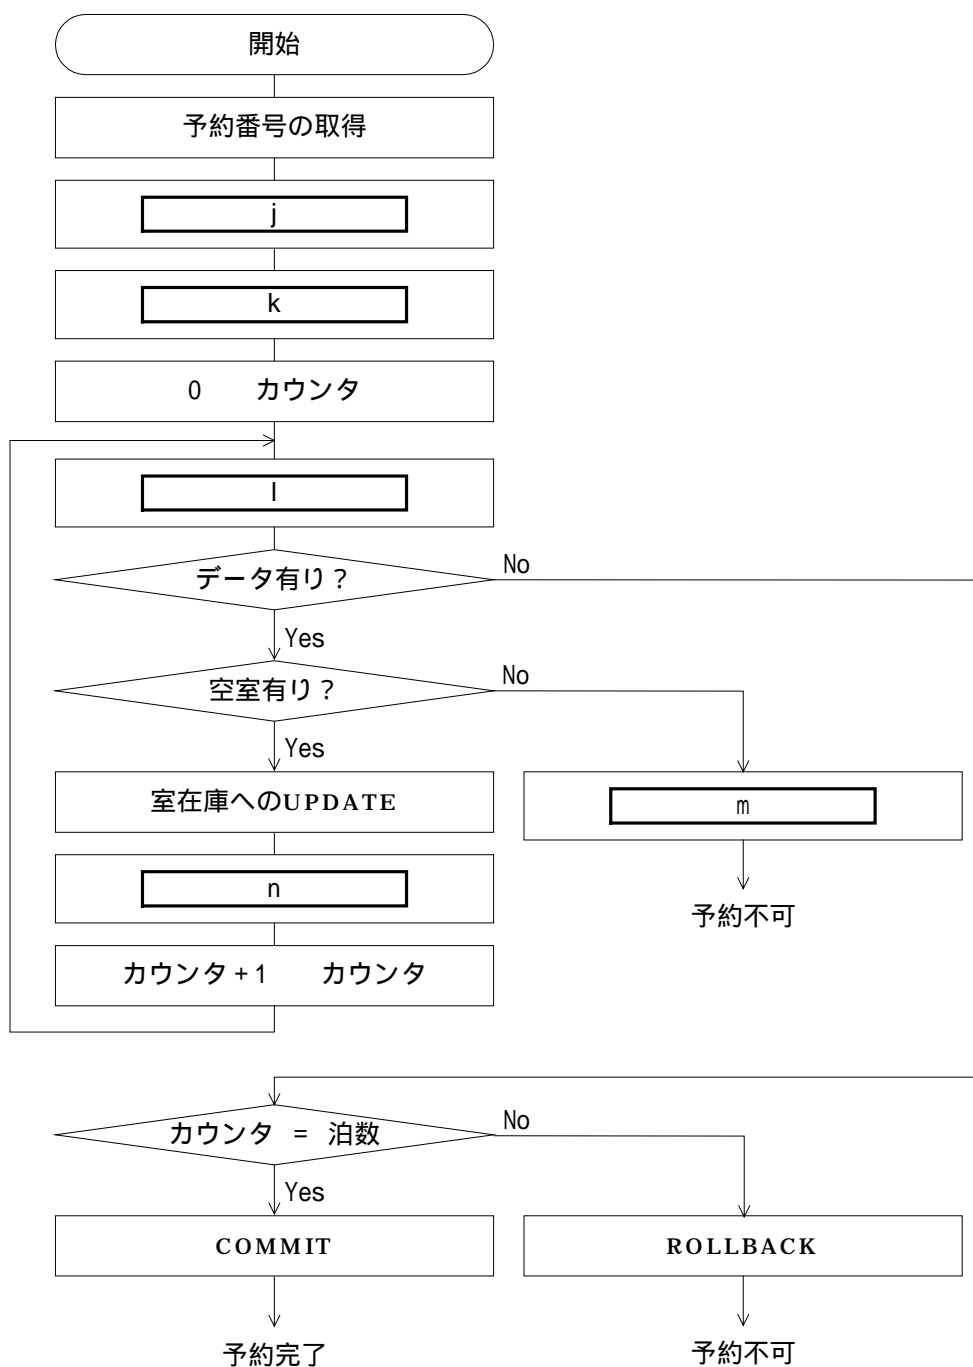 開始
予約番号の取得
j
k
0 カウンタ
l
データ有り？
No
Yes
空室有り？
No
Yes
室在庫へのUPDATE
m
n
予約不可
カウンタ+1 カウンタ
カウンタ = 泊数
No
Yes
COMMIT
ROLLBACK
予約完了
予約不可